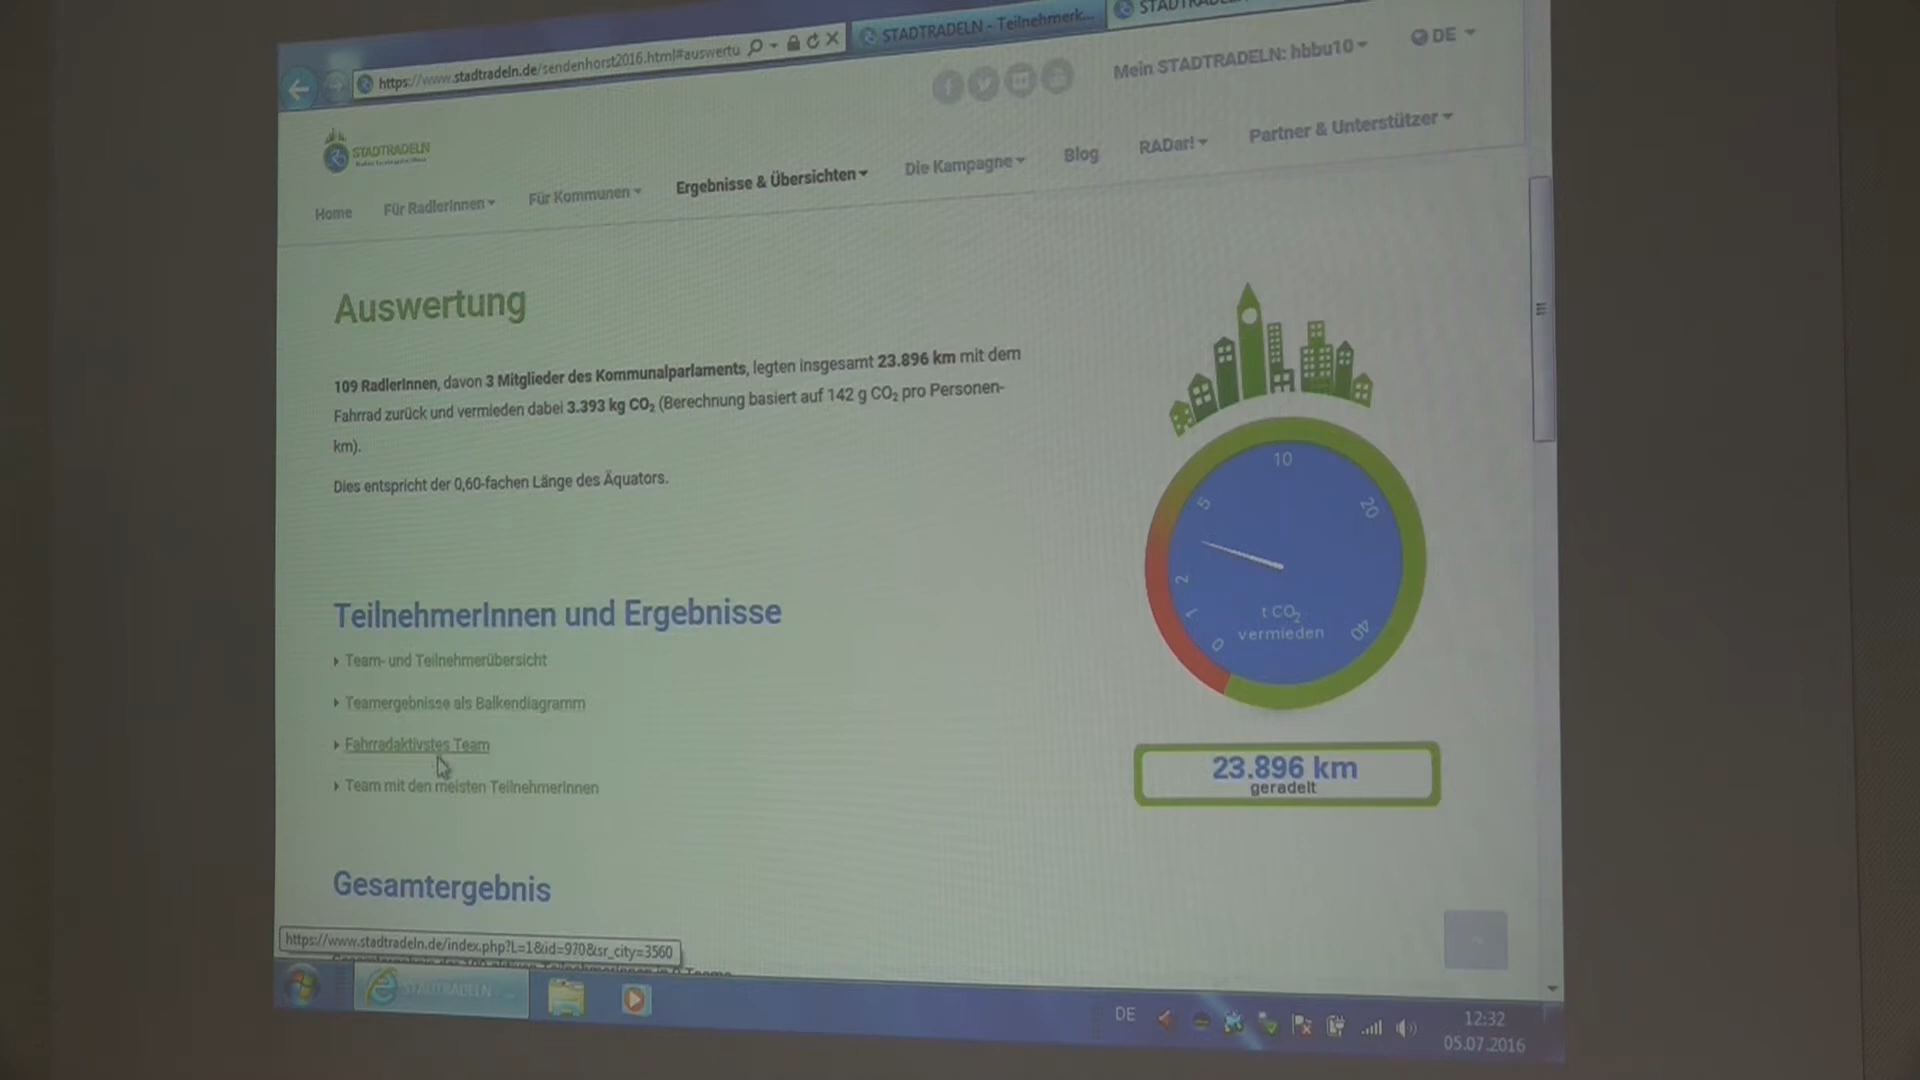 https://www.stadtradeln.de/sendenhorst2016.html#auswertu
STADTRADELN - Teilnehmerk...
Mein STADTRADELN: hbbu10
DE
STADTRADELN
Home
Für RadlerInnen
Für Kommunen
Ergebnisse & Übersichten
Die Kampagne
Blog
RADar!
Partner & Unterstützer
Auswertung
109 RadlerInnen, davon 3 Mitglieder des Kommunalparlaments, legten insgesamt 23.896 km mit dem
Fahrrad zurück und vermieden dabei 3.393 kg CO₂ (Berechnung basiert auf 142 g CO₂ pro Personen-
km).
Dies entspricht der 0,60-fachen Länge des Äquators.
0
1
2
5
10
20
40
t CO₂
vermieden
23.896 km
geradelt
TeilnehmerInnen und Ergebnisse
Team- und Teilnehmerübersicht
Teamergebnisse als Balkendiagramm
Fahrradaktivstes Team
Team mit den meisten TeilnehmerInnen
Gesamtergebnis
https://www.stadtradeln.de/index.php?L=1&id=970&sr_city=3560
STADTRADELN - ...
DE
12:32
05.07.2016